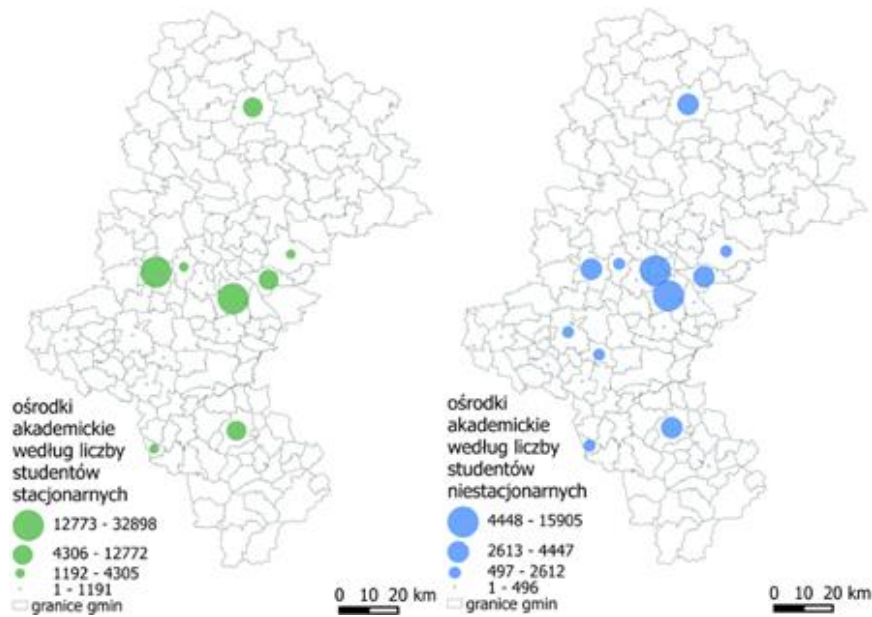 ośrodki
akademickie
według liczby
studentów
stacjonarnych
12773 - 32898
4306 - 12772
1192 - 4305
1 - 1191
granice gmin
0 10 20 km
ośrodki
akademickie
według liczby
studentów
niestacjonarnych
4448 - 15905
2613 - 4447
497 - 2612
1 - 496
granice gmin
0 10 20 km